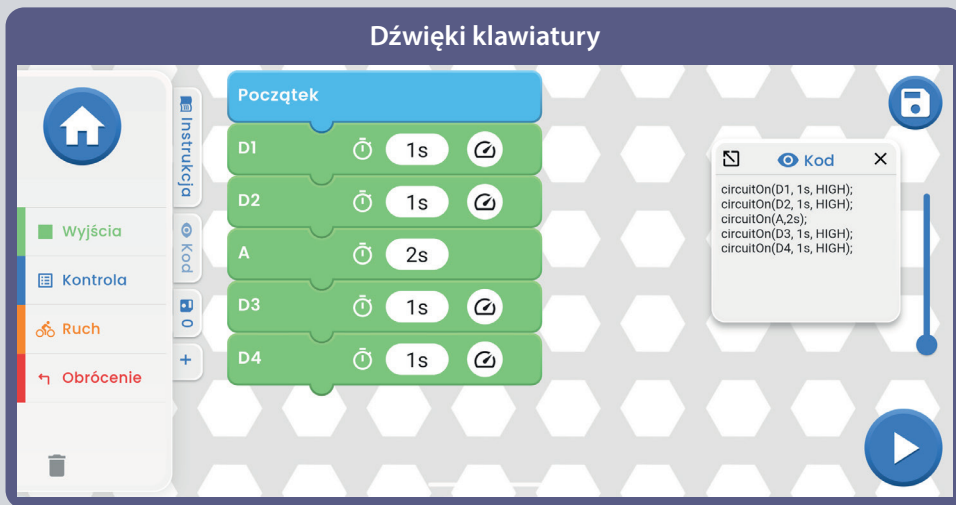 Dźwięki klawiatury
Wyjścia
Kontrola
Ruch
Obrócenie
Instrukcja
Kod
0
+
Początek
D1 1s
D2 1s
A 2s
D3 1s
D4 1s
Kod
circuitOn(D1, 1s, HIGH);
circuitOn(D2, 1s, HIGH);
circuitOn(A,2s);
circuitOn(D3, 1s, HIGH);
circuitOn(D4, 1s, HIGH);